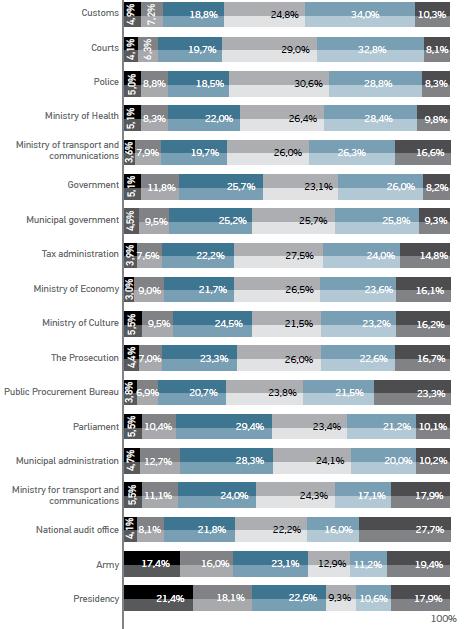 Customs 4,9% 7,2% 18,8% 24,8% 34,0% 10,3%
Courts 4,1% 6,3% 19,7% 29,0% 32,8% 8,1%
Police 5,0% 8,8% 18,5% 30,6% 28,8% 8,3%
Ministry of Health 5,1% 8,3% 22,0% 26,4% 28,4% 9,8%
Ministry of transport and
communications 3,6% 7,9% 19,7% 26,0% 26,3% 16,6%
Government 5,1% 11,8% 25,7% 23,1% 26,0% 8,2%
Municipal government 4,5% 9,5% 25,2% 25,7% 25,8% 9,3%
Tax administration 3,9% 7,6% 22,2% 27,5% 24,0% 14,8%
Ministry of Economy 3,0% 9,0% 21,7% 26,5% 23,6% 16,1%
Ministry of Culture 5,5% 9,5% 24,5% 21,5% 23,2% 16,2%
The Prosecution 4,4% 7,0% 23,3% 26,0% 22,6% 16,7%
Public Procurement Bureau 3,8% 6,9% 20,7% 23,8% 21,5% 23,3%
Parliament 5,5% 10,4% 29,4% 23,4% 21,2% 10,1%
Municipal administration 4,7% 12,7% 28,3% 24,1% 20,0% 10,2%
Ministry for transport and
communications 5,5% 11,1% 24,0% 24,3% 17,1% 17,9%
National audit office 4,1% 8,1% 21,8% 22,2% 16,0% 27,7%
Army 17,4% 16,0% 23,1% 12,9% 11,2% 19,4%
Presidency 21,4% 18,1% 22,6% 9,3% 10,6% 17,9%
100%